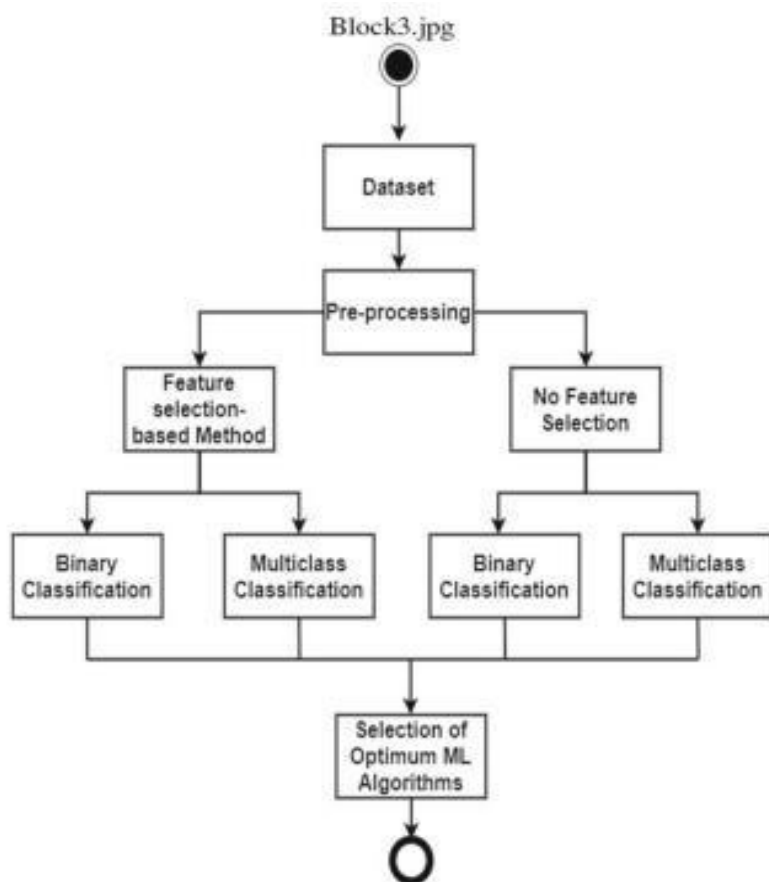 Block3.jpg
Dataset
Pre-processing
Feature
selection-
based Method
No Feature
Selection
Binary
Classification
Multiclass
Classification
Binary
Classification
Multiclass
Classification
Selection of
Optimum ML
Algorithms